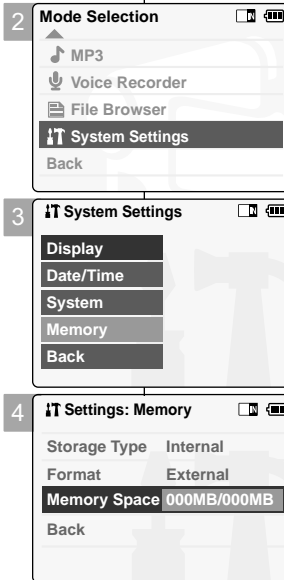 2
Mode Selection
MP3
Voice Recorder
File Browser
System Settings
Back
3
System Settings
Display
Date/Time
System
Memory
Back
4
Settings: Memory
Storage Type Internal
Format External
Memory Space 000MB/000MB
Back